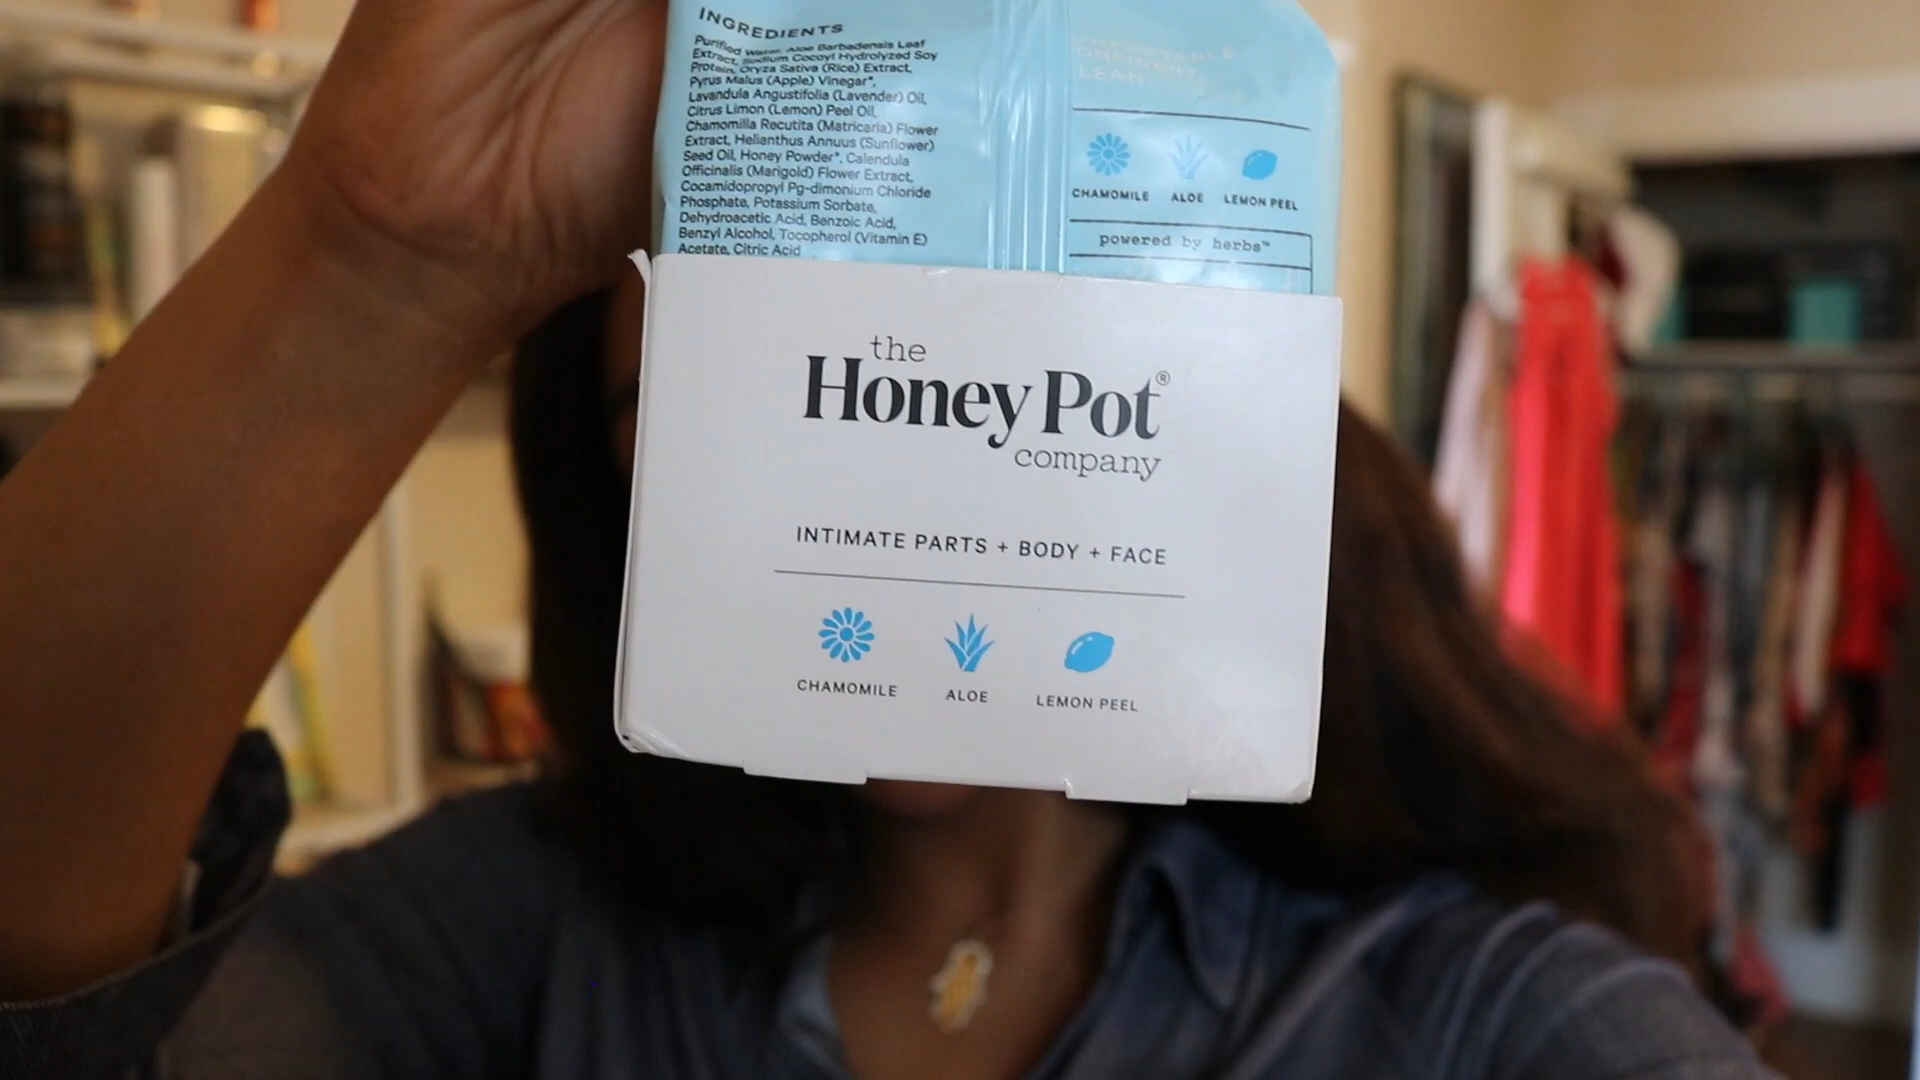 INGREDIENTS
Purified Water, Aloe Barbadensis Leaf
Extract, Sodium Cocoyl Hydrolyzed Soy
Protein, Oryza Sativa (Rice) Extract,
Pyrus Malus (Apple) Vinegar*,
Lavandula Angustifolia (Lavender) Oil,
Citrus Limon (Lemon) Peel Oil,
Chamomilla Recutita (Matricaria) Flower
Extract, Helianthus Annuus (Sunflower)
Seed Oil, Honey Powder*, Calendula
Officinalis (Marigold) Flower Extract,
Cocamidopropyl Pg-dimonium Chloride
Phosphate, Potassium Sorbate,
Dehydroacetic Acid, Benzoic Acid,
Benzyl Alcohol, Tocopherol (Vitamin E)
Acetate, Citric Acid
CHAMOMILE ALOE LEMON PEEL
powered by herbs™
the
Honey Pot®
company
INTIMATE PARTS + BODY + FACE
CHAMOMILE ALOE LEMON PEEL